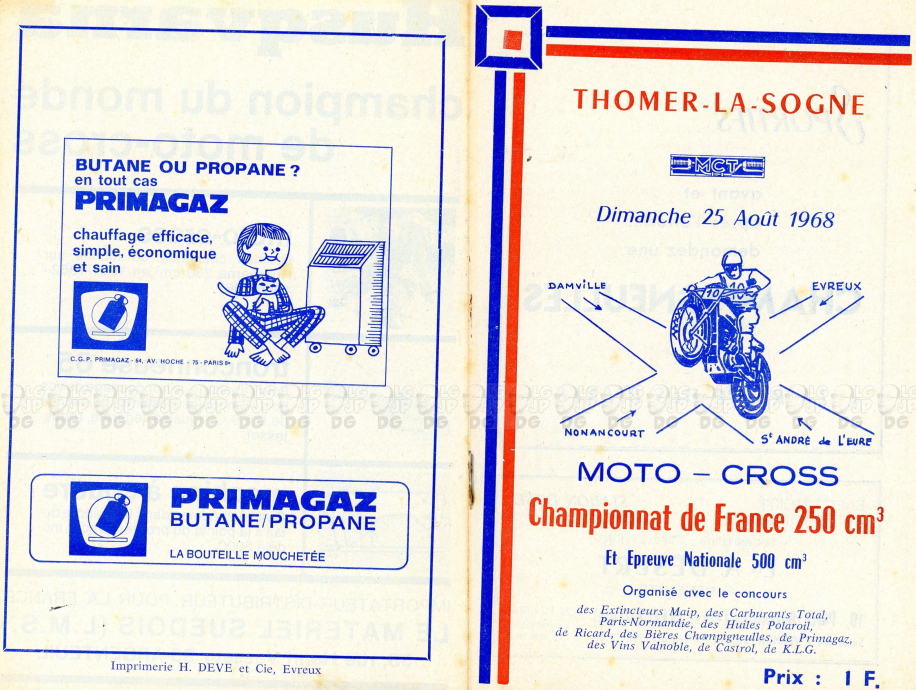 BUTANE OU PROPANE ?
en tout cas
PRIMAGAZ
chauffage efficace,
simple, économique
et sain
C.G.P. PRIMAGAZ - 64, AV. HOCHE - 75 - PARIS 8e
PRIMAGAZ
BUTANE/PROPANE
LA BOUTEILLE MOUCHETÉE
Imprimerie H. DEVE et Cie, Evreux
THOMER-LA-SOGNE
MCT
Dimanche 25 Août 1968
DAMVILLE
EVREUX
10
NONANCOURT
St ANDRÉ de L'EURE
MOTO - CROSS
Championnat de France 250 cm³
Et Epreuve Nationale 500 cm³
Organisé avec le concours
des Extincteurs Maip, des Carburants Total,
Paris-Normandie, des Huiles Polaroil,
de Ricard, des Bières Champigneulles, de Primagaz,
des Vins Valnoble, de Castrol, de K.L.G.
Prix : 1 F.